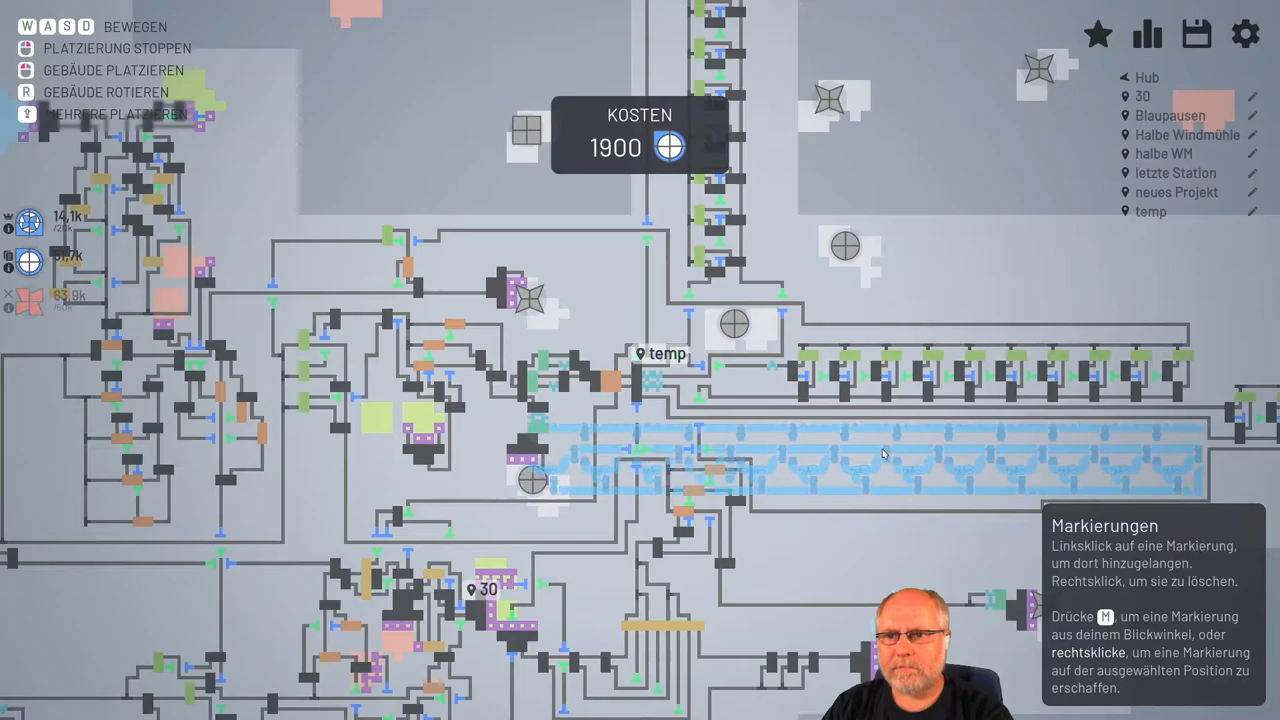 W A S D BEWEGEN
PLATZIERUNG STOPPEN
GEBÄUDE PLATZIEREN
R GEBÄUDE ROTIEREN
MEHRERE PLATZIEREN
KOSTEN
1900
Hub
30
Blaupausen
Halbe Windmühle
halbe WM
letzte Station
neues Projekt
temp
14,1k
/20k
63,9k
/50k
temp
30
Markierungen
Linksklick auf eine Markierung,
um dort hinzugelangen.
Rechtsklick, um sie zu löschen.
Drücke M, um eine Markierung
aus deinem Blickwinkel, oder
rechtsklicke, um eine Markierung
auf der ausgewählten Position zu
erschaffen.